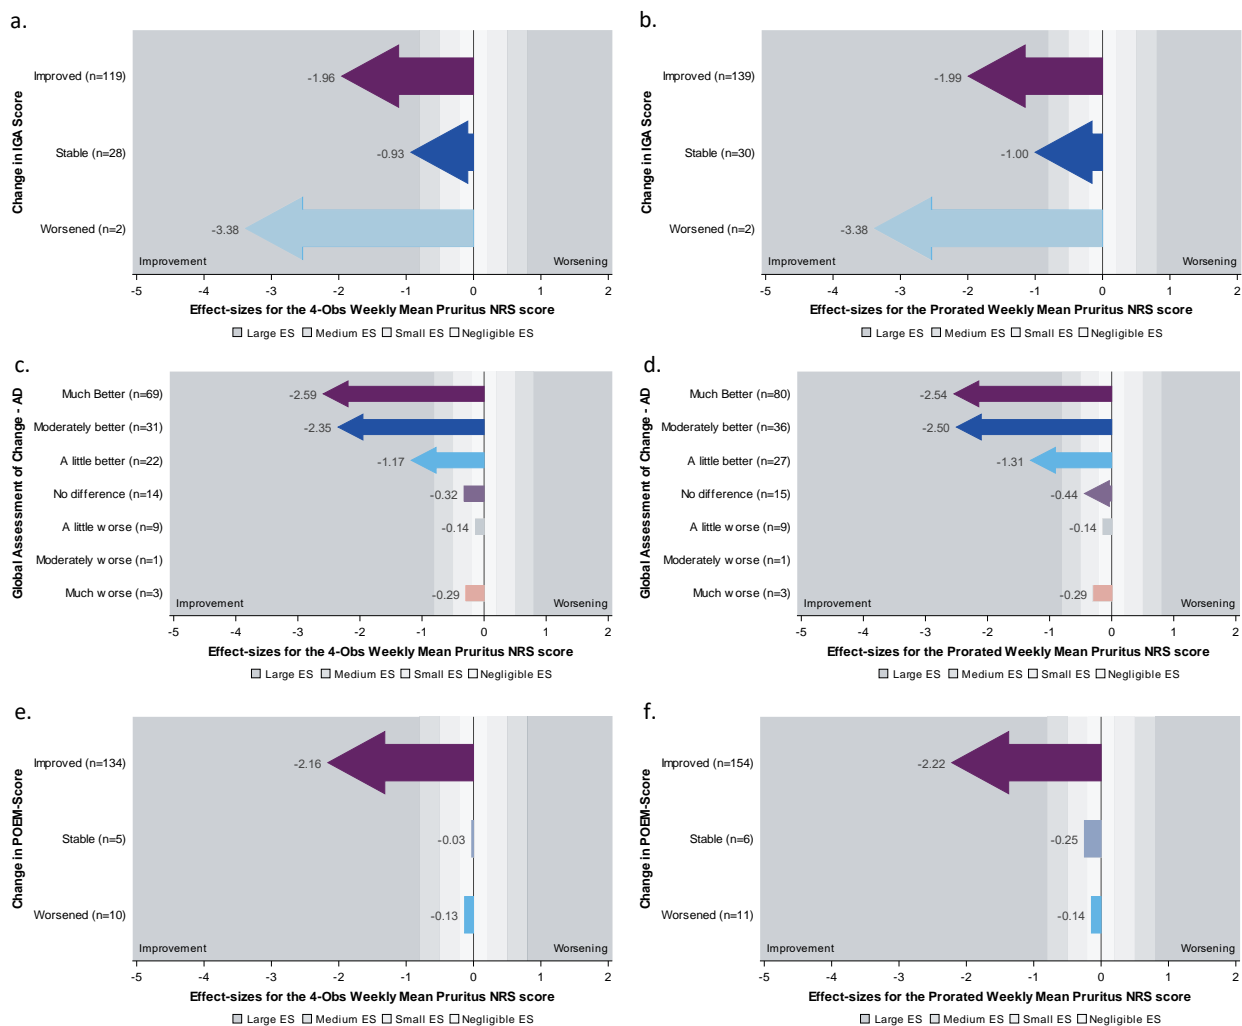 a.
Change in IGA Score
Improved (n=119)
-1.96
Stable (n=28)
-0.93
Worsened (n=2)
-3.38
Improvement
Worsening
-5 -4 -3 -2 -1 0 1 2
Effect-sizes for the 4-Obs Weekly Mean Pruritus NRS score
Large ES Medium ES Small ES Negligible ES
b.
Change in IGA Score
Improved (n=139)
-1.99
Stable (n=30)
-1.00
Worsened (n=2)
-3.38
Improvement
Worsening
-5 -4 -3 -2 -1 0 1 2
Effect-sizes for the Prorated Weekly Mean Pruritus NRS score
Large ES Medium ES Small ES Negligible ES
c.
Global Assessment of Change - AD
Much Better (n=69)
-2.59
Moderately better (n=31)
-2.35
A little better (n=22)
-1.17
No difference (n=14)
-0.32
A little worse (n=9)
-0.14
Moderately worse (n=1)
Much worse (n=3)
-0.29
Improvement
Worsening
-5 -4 -3 -2 -1 0 1 2
Effect-sizes for the 4-Obs Weekly Mean Pruritus NRS score
Large ES Medium ES Small ES Negligible ES
d.
Global Assessment of Change - AD
Much Better (n=80)
-2.54
Moderately better (n=36)
-2.50
A little better (n=27)
-1.31
No difference (n=15)
-0.44
A little worse (n=9)
-0.14
Moderately worse (n=1)
Much worse (n=3)
-0.29
Improvement
Worsening
-5 -4 -3 -2 -1 0 1 2
Effect-sizes for the Prorated Weekly Mean Pruritus NRS score
Large ES Medium ES Small ES Negligible ES
e.
Change in POEM-Score
Improved (n=134)
-2.16
Stable (n=5)
-0.03
Worsened (n=10)
-0.13
Improvement
Worsening
-5 -4 -3 -2 -1 0 1 2
Effect-sizes for the 4-Obs Weekly Mean Pruritus NRS score
Large ES Medium ES Small ES Negligible ES
f.
Change in POEM-Score
Improved (n=154)
-2.22
Stable (n=6)
-0.25
Worsened (n=11)
-0.14
Improvement
Worsening
-5 -4 -3 -2 -1 0 1 2
Effect-sizes for the Prorated Weekly Mean Pruritus NRS score
Large ES Medium ES Small ES Negligible ES